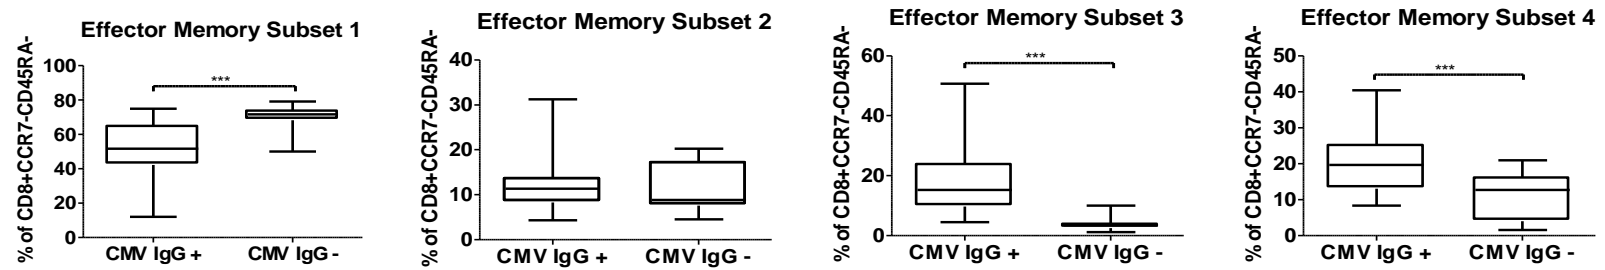 Effector Memory Subset 1
% of CD8+CCR7-CD45RA-
100
80
60
40
20
0
***
CMV IgG +
CMV IgG -
Effector Memory Subset 2
% of CD8+CCR7-CD45RA-
40
30
20
10
0
CMV IgG +
CMV IgG -
Effector Memory Subset 3
% of CD8+CCR7-CD45RA-
60
40
20
0
***
CMV IgG +
CMV IgG -
Effector Memory Subset 4
% of CD8+CCR7-CD45RA-
50
40
30
20
10
0
***
CMV IgG +
CMV IgG -